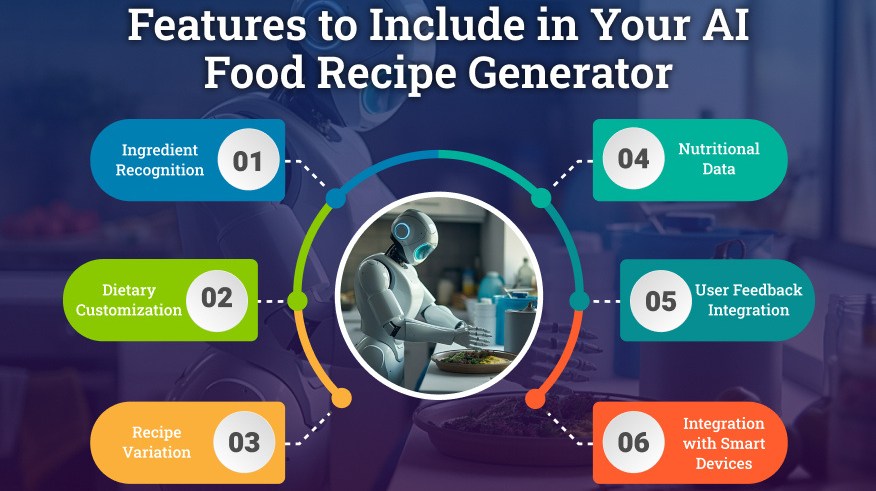 Features to Include in Your AI
Food Recipe Generator
Ingredient
Recognition
01
Dietary
Customization
02
Recipe
Variation
03
04
Nutritional
Data
05
User Feedback
Integration
06
Integration
with Smart
Devices